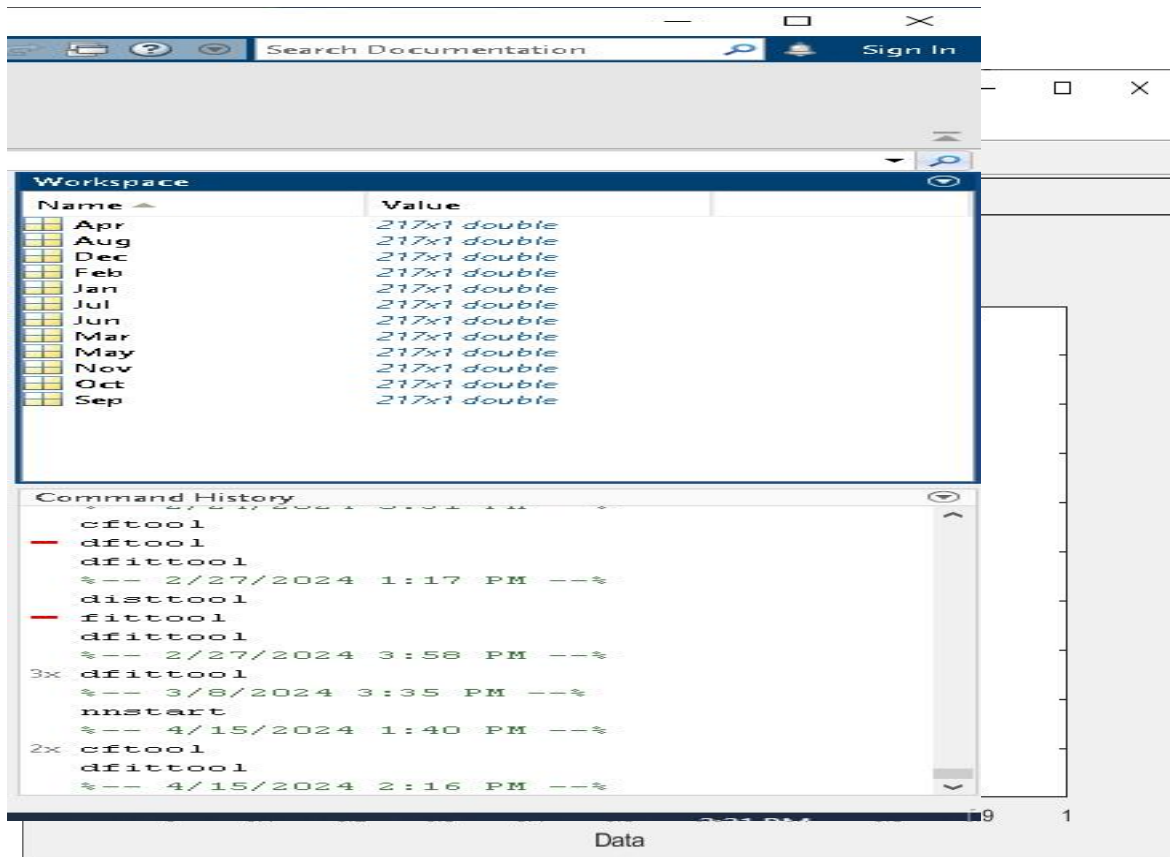 Search Documentation
Sign In
Workspace
Name Value
Apr 217x1 double
Aug 217x1 double
Dec 217x1 double
Feb 217x1 double
Jan 217x1 double
Jul 217x1 double
Jun 217x1 double
Mar 217x1 double
May 217x1 double
Nov 217x1 double
Oct 217x1 double
Sep 217x1 double
Command History
cftool
dftool
dfittool
%-- 2/27/2024 1:17 PM --%
disttool
fittool
dfittool
%-- 2/27/2024 3:58 PM --%
3x dfittool
%-- 3/8/2024 3:35 PM --%
nnstart
%-- 4/15/2024 1:40 PM --%
2x cftool
dfittool
%-- 4/15/2024 2:16 PM --%
9 1
Data